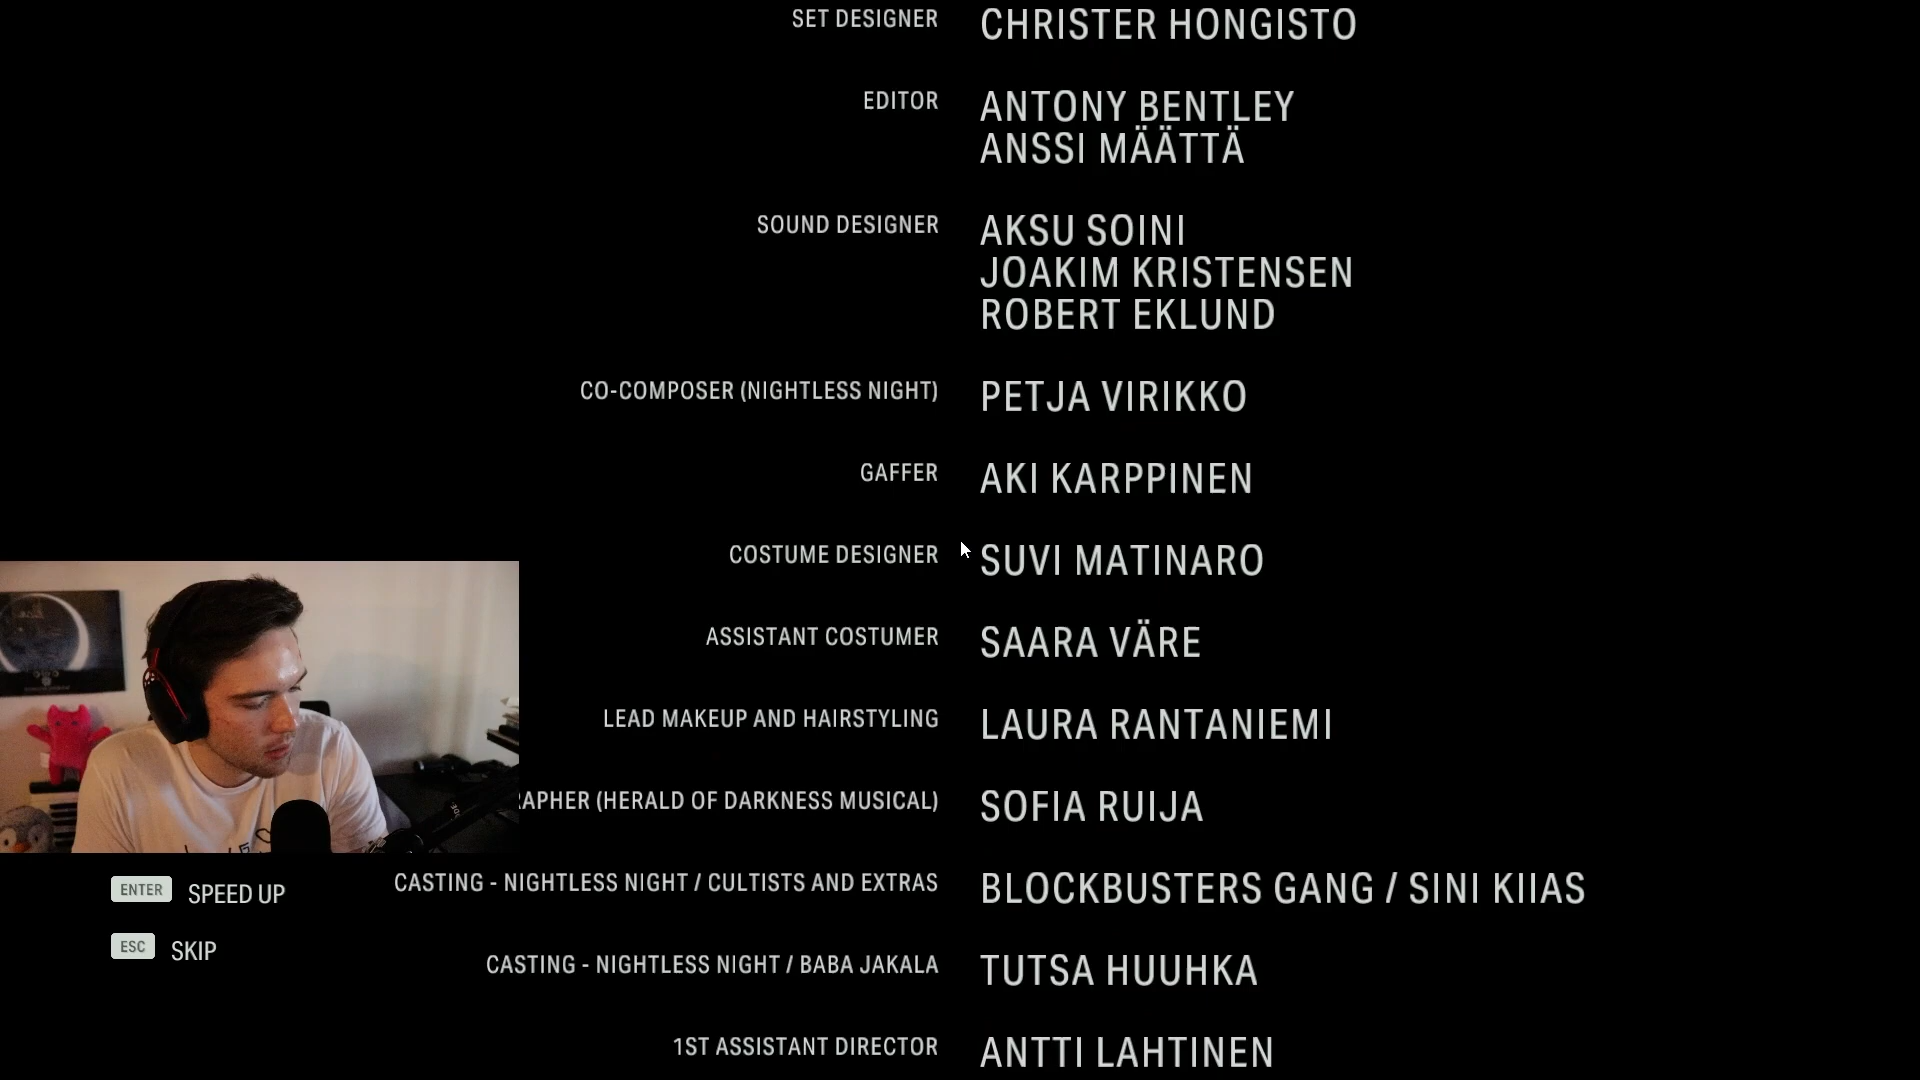 SET DESIGNER CHRISTER HONGISTO
EDITOR ANTONY BENTLEY
ANSSI MÄÄTTÄ
SOUND DESIGNER AKSU SOINI
JOAKIM KRISTENSEN
ROBERT EKLUND
CO-COMPOSER (NIGHTLESS NIGHT) PETJA VIRIKKO
GAFFER AKI KARPPINEN
COSTUME DESIGNER SUVI MATINARO
ASSISTANT COSTUMER SAARA VÄRE
LEAD MAKEUP AND HAIRSTYLING LAURA RANTANIEMI
RAPHER (HERALD OF DARKNESS MUSICAL) SOFIA RUIJA
CASTING - NIGHTLESS NIGHT / CULTISTS AND EXTRAS BLOCKBUSTERS GANG / SINI KIIAS
CASTING - NIGHTLESS NIGHT / BABA JAKALA TUTSA HUUHKA
1ST ASSISTANT DIRECTOR ANTTI LAHTINEN
ENTER SPEED UP
ESC SKIP